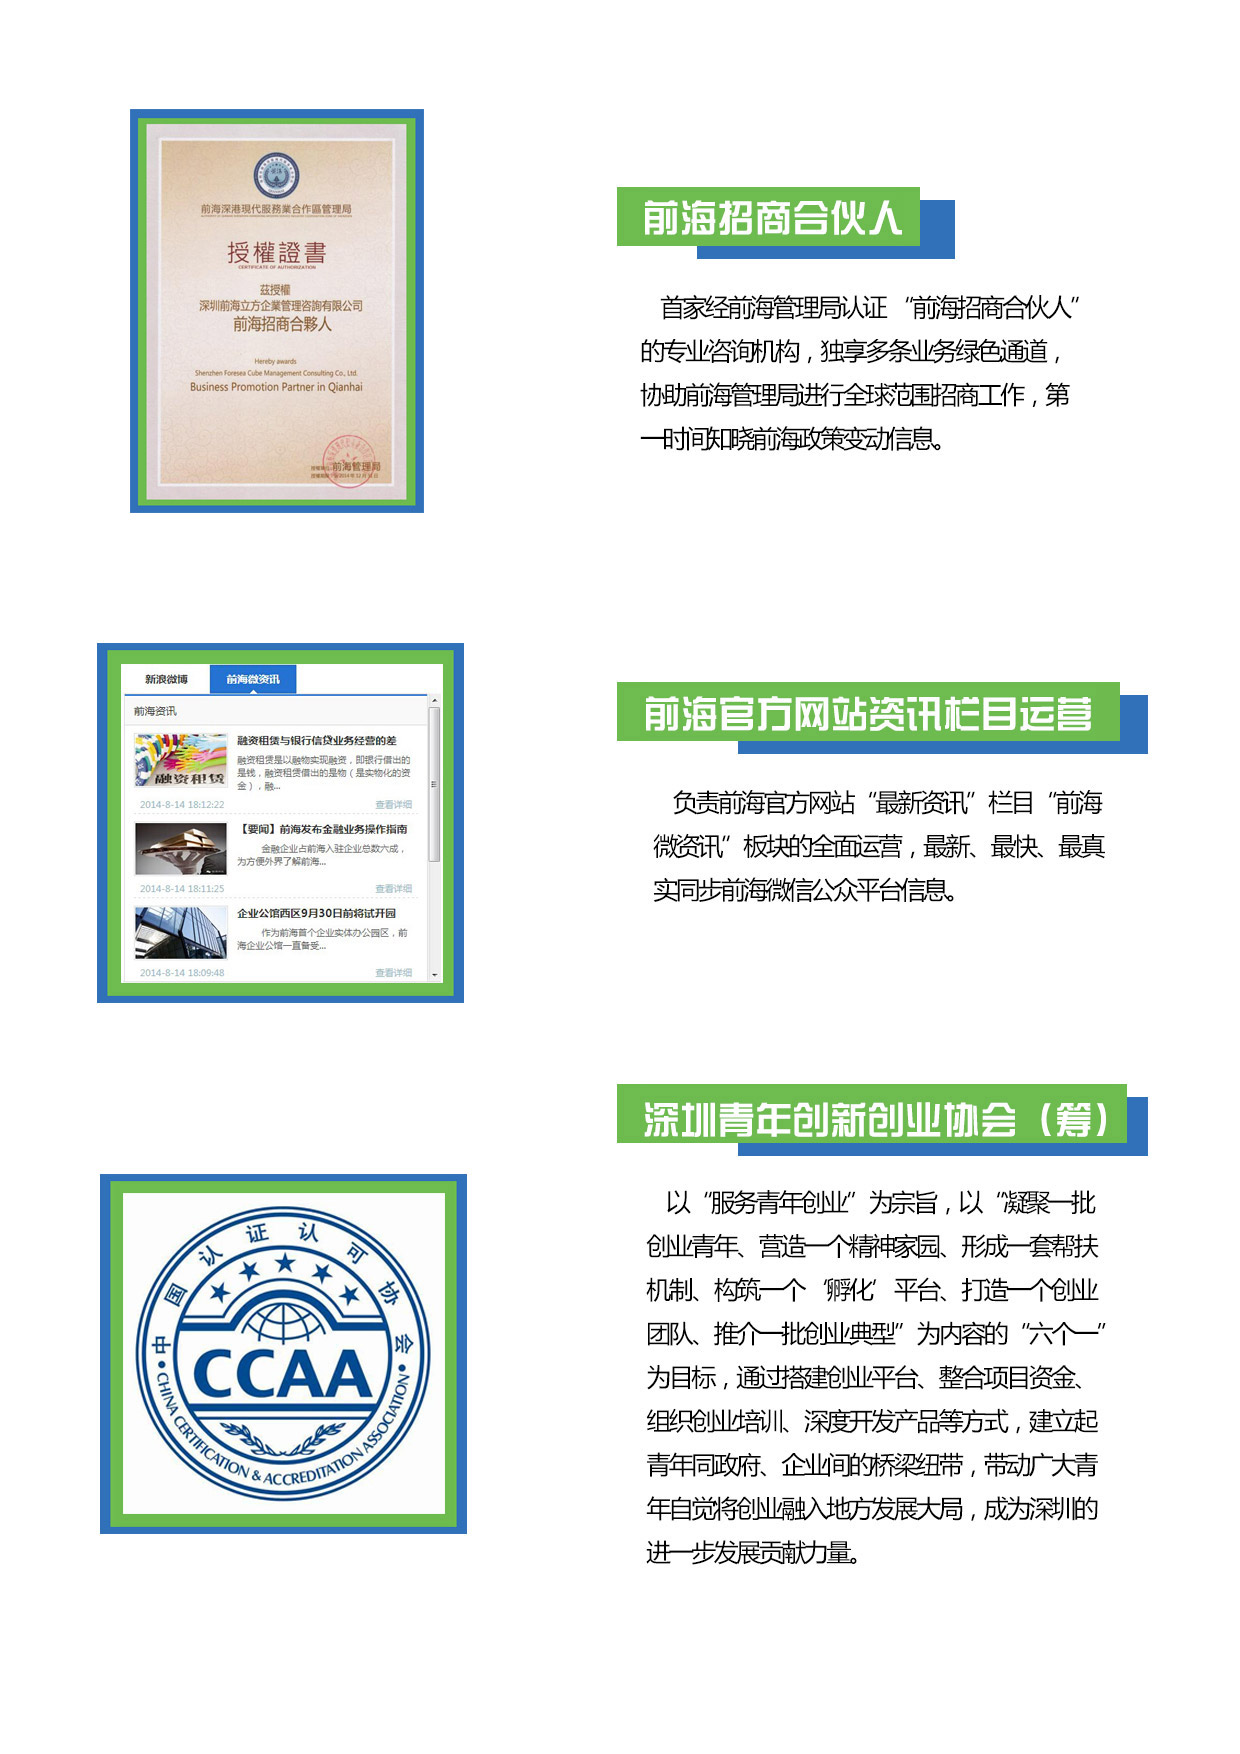 前海深港現代服務業合作區管理局
授權證書
CERTIFICATE OF AUTHORIZATION
茲授權
深圳前海立方企業管理咨詢有限公司
前海招商合夥人
Hereby awards
Shenzhen Foresea Cube Management Consulting Co., Ltd.
Business Promotion Partner in Qianhai
前海管理局
前海招商合伙人
首家经前海管理局认证 “前海招商合伙人”
的专业咨询机构，独享多条业务绿色通道，
协助前海管理局进行全球范围招商工作，第
一时间知晓前海政策变动信息。
新浪微博
前海微资讯
前海资讯
融资租赁
融资租赁与银行信贷业务经营的差
融资租赁是以融物实现融资，即银行借出的
是钱，融资租赁借出的是物（是实物化的资
金），融...
2014-8-14 18:12:22
查看详细
【要闻】前海发布金融业务操作指南
金融企业占前海入驻企业总数六成，
为方便外界了解前海...
2014-8-14 18:11:25
查看详细
企业公馆西区9月30日前将试开园
作为前海首个企业实体办公园区，前
海企业公馆一直备受...
2014-8-14 18:09:48
查看详细
前海官方网站资讯栏目运营
负责前海官方网站“最新资讯”栏目“前海
微资讯”板块的全面运营，最新、最快、最真
实同步前海微信公众平台信息。
中国认证认可协会
CCAA
CHINA CERTIFICATION & ACCREDITATION ASSOCIATION
深圳青年创新创业协会（筹）
以“服务青年创业”为宗旨，以“凝聚一批
创业青年、营造一个精神家园、形成一套帮扶
机制、构筑一个‘孵化’平台、打造一个创业
团队、推介一批创业典型”为内容的“六个一”
为目标，通过搭建创业平台、整合项目资金、
组织创业培训、深度开发产品等方式，建立起
青年同政府、企业间的桥梁纽带，带动广大青
年自觉将创业融入地方发展大局，成为深圳的
进一步发展贡献力量。